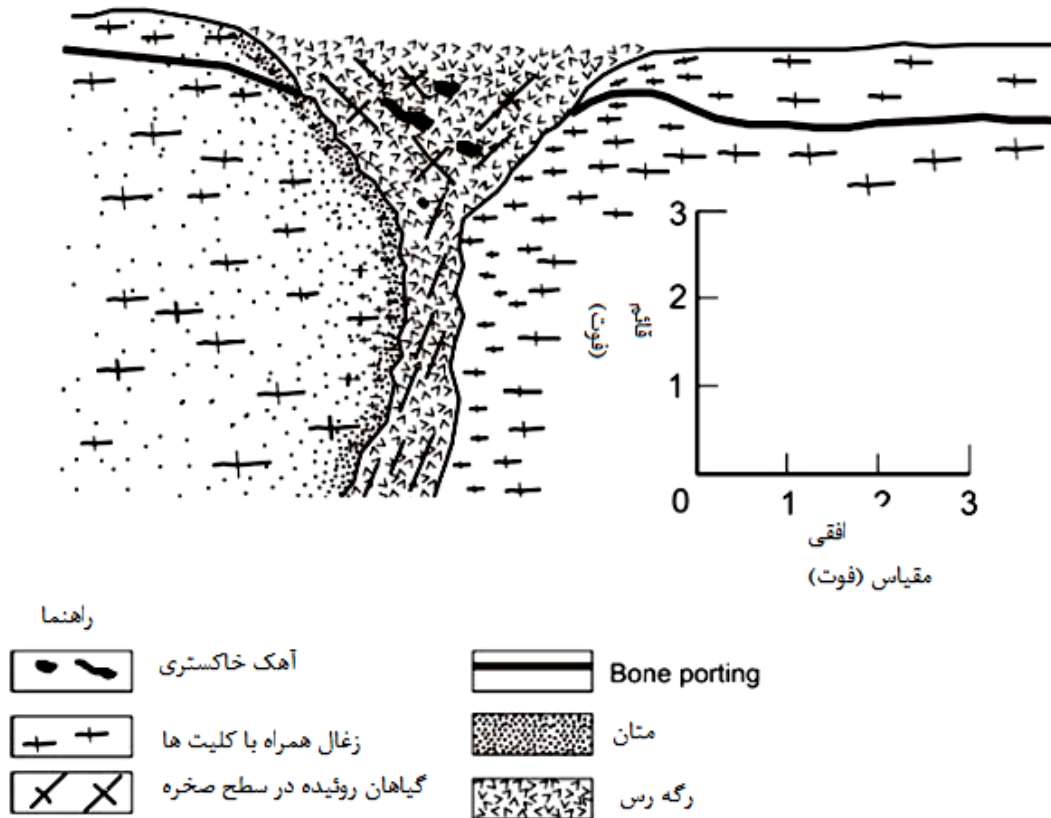 3
2
1
قائم
(فوت)
0 1 2 3
افقی
مقیاس (فوت)
راهنما
آهک خاکستری
Bone porting
زغال همراه با کلیت ها
متان
گیاهان روئیده در سطح صخره
رگه رس